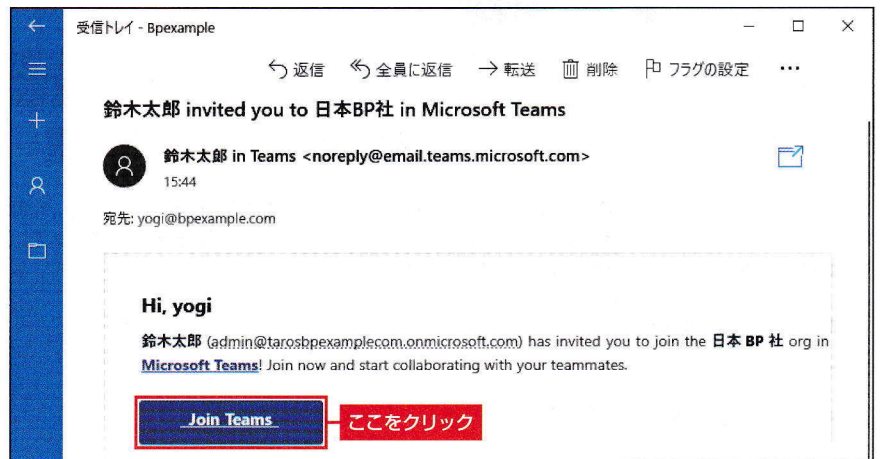 受信トレイ - Bpexample
返信 全員に返信 転送 削除 フラグの設定 ...
鈴木太郎 invited you to 日本BP社 in Microsoft Teams
鈴木太郎 in Teams <noreply@email.teams.microsoft.com>
15:44
宛先: yogi@bpexample.com
Hi, yogi
鈴木太郎 (admin@tarosbpexamplecom.onmicrosoft.com) has invited you to join the 日本 BP 社 org in
Microsoft Teams! Join now and start collaborating with your teammates.
Join Teams ここをクリック